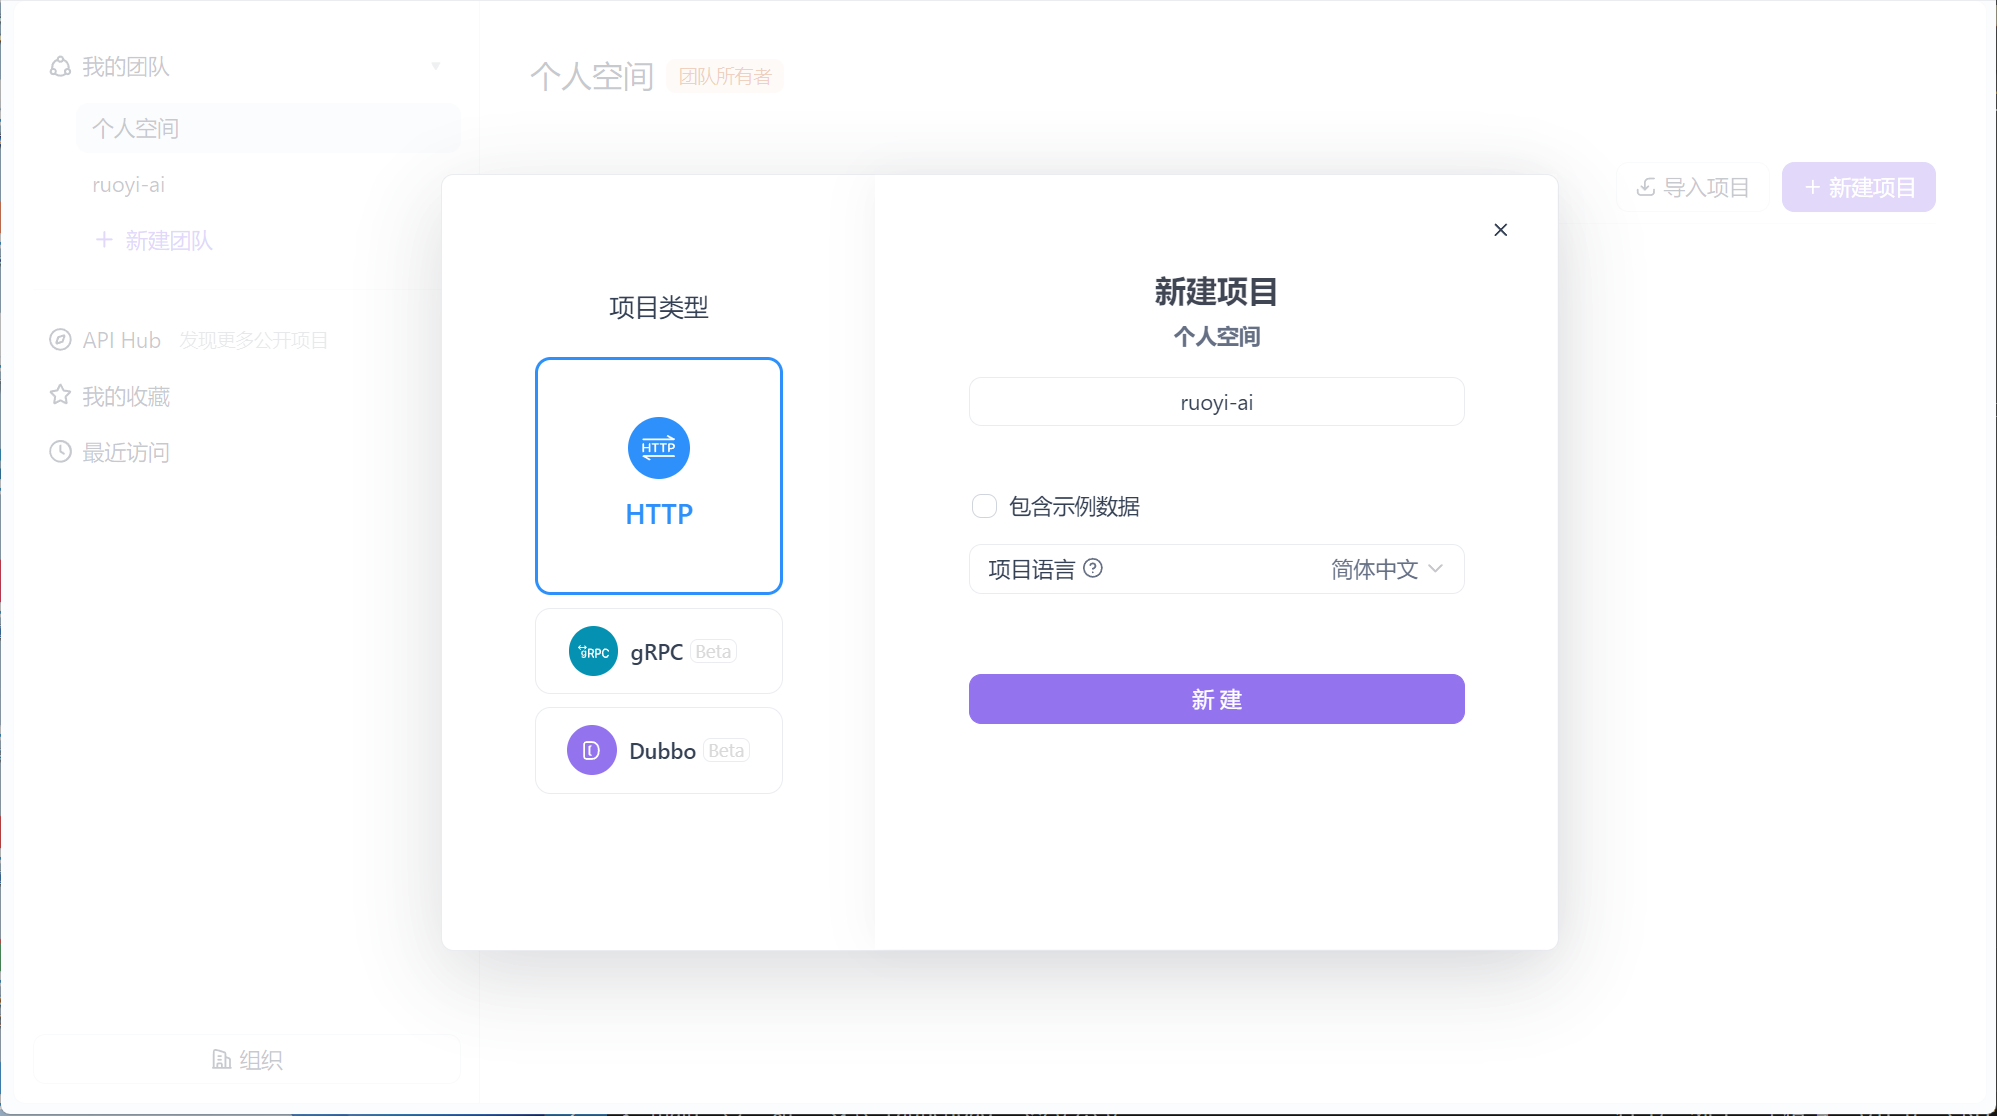 我的团队
个人空间
ruoyi-ai
新建团队
API Hub 发现更多公开项目
我的收藏
最近访问
组织
个人空间 团队所有者
导入项目
新建项目
项目类型
HTTP
HTTP
gRPC
gRPC Beta
Dubbo Beta
新建项目
个人空间
ruoyi-ai
包含示例数据
项目语言 简体中文
新 建